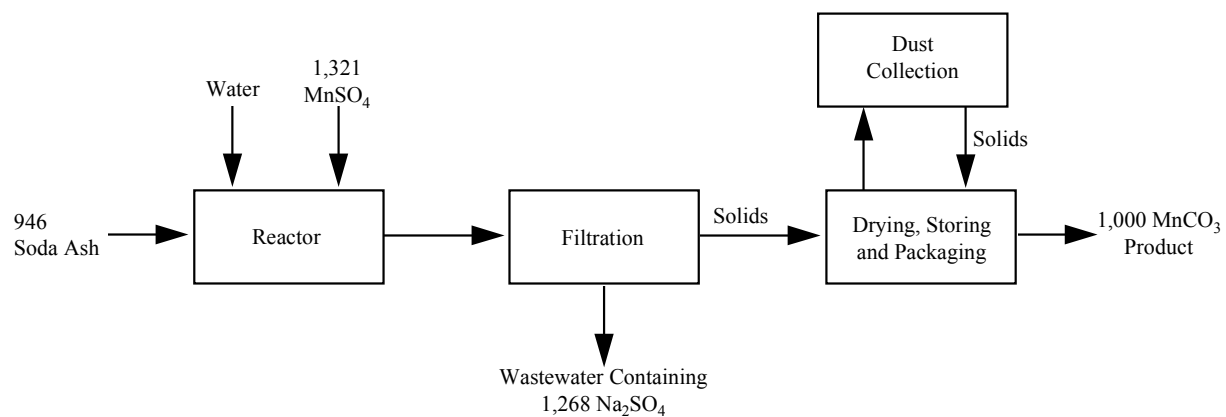 Dust
Collection
1,321
MnSO₄
Water
Solids
946
Soda Ash
Reactor
Filtration
Solids
Drying, Storing
and Packaging
1,000 MnCO₃
Product
Wastewater Containing
1,268 Na₂SO₄